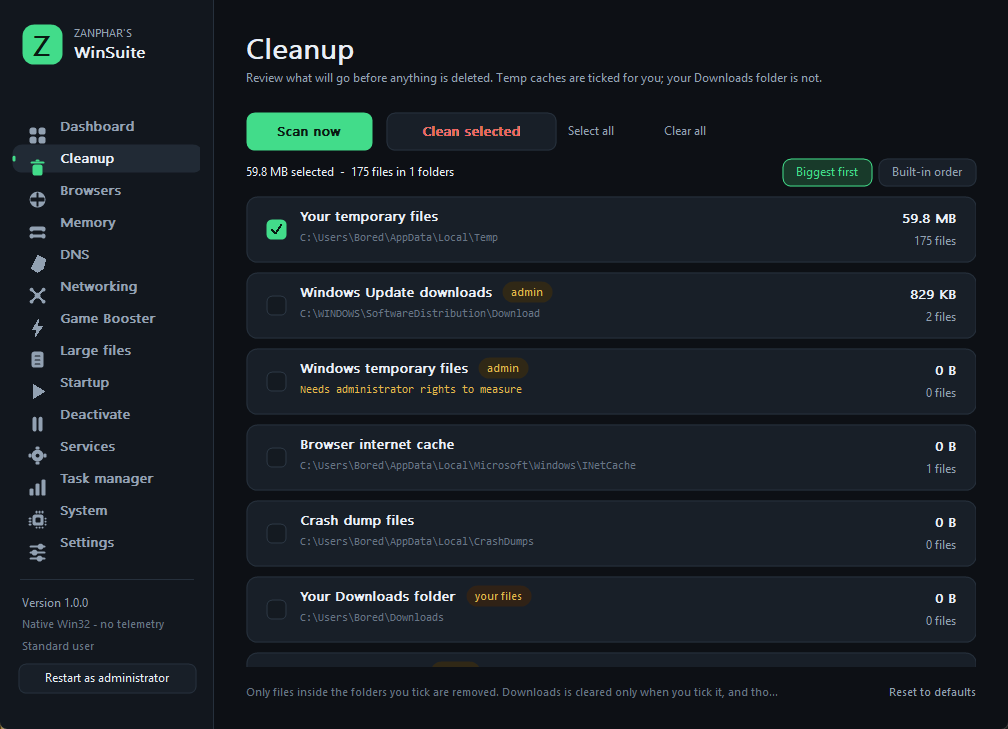 Z
ZANPHAR'S
WinSuite
Dashboard
Cleanup
Browsers
Memory
DNS
Networking
Game Booster
Large files
Startup
Deactivate
Services
Task manager
System
Settings
Version 1.0.0
Native Win32 - no telemetry
Standard user
Restart as administrator
Cleanup
Review what will go before anything is deleted. Temp caches are ticked for you; your Downloads folder is not.
Scan now
Clean selected
Select all
Clear all
59.8 MB selected - 175 files in 1 folders
Biggest first
Built-in order
Your temporary files
C:\Users\Bored\AppData\Local\Temp
59.8 MB
175 files
Windows Update downloads admin
C:\WINDOWS\SoftwareDistribution\Download
829 KB
2 files
Windows temporary files admin
Needs administrator rights to measure
0 B
0 files
Browser internet cache
C:\Users\Bored\AppData\Local\Microsoft\Windows\INetCache
0 B
1 files
Crash dump files
C:\Users\Bored\AppData\Local\CrashDumps
0 B
0 files
Your Downloads folder your files
C:\Users\Bored\Downloads
0 B
0 files
Only files inside the folders you tick are removed. Downloads is cleared only when you tick it, and tho...
Reset to defaults